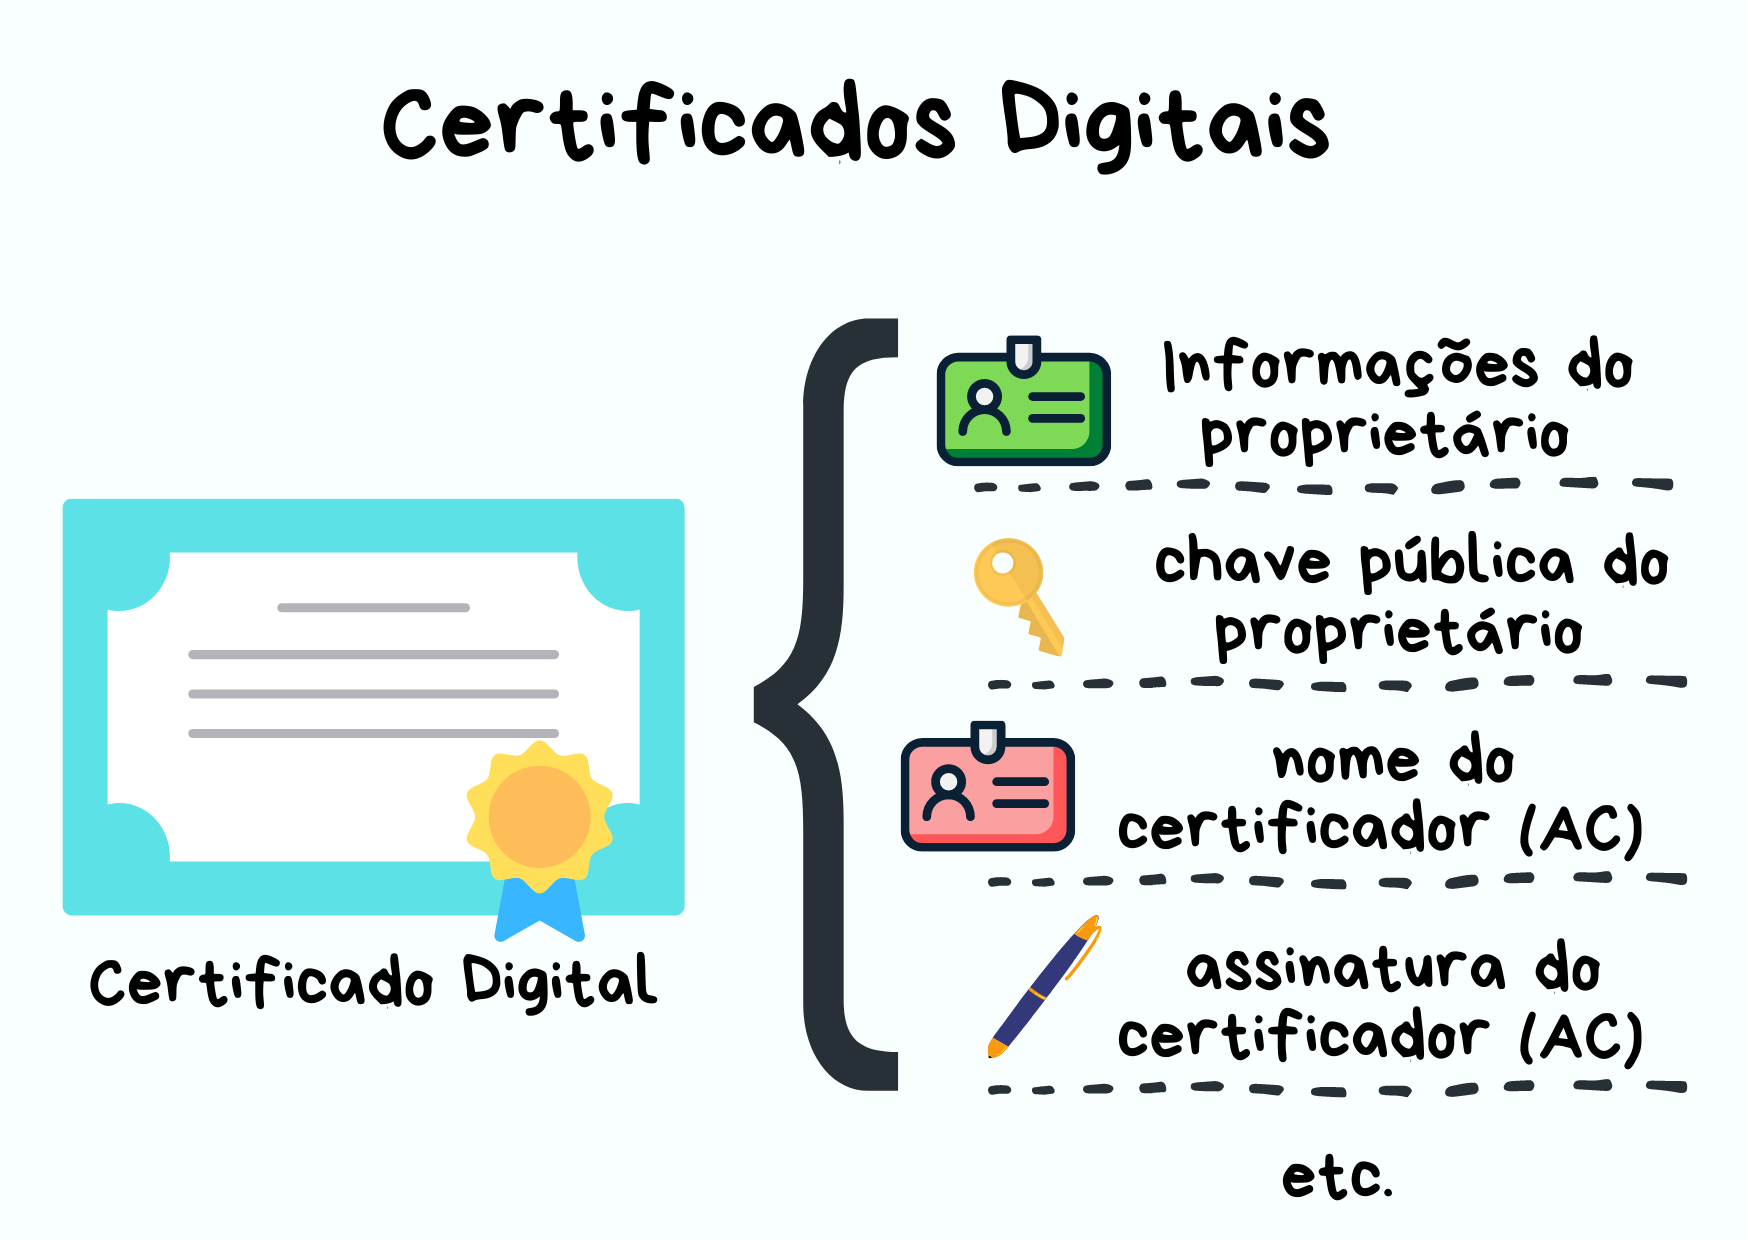 Certificados Digitais
Informações do
proprietário
chave pública do
proprietário
nome do
certificador (AC)
assinatura do
certificador (AC)
etc.
Certificado Digital